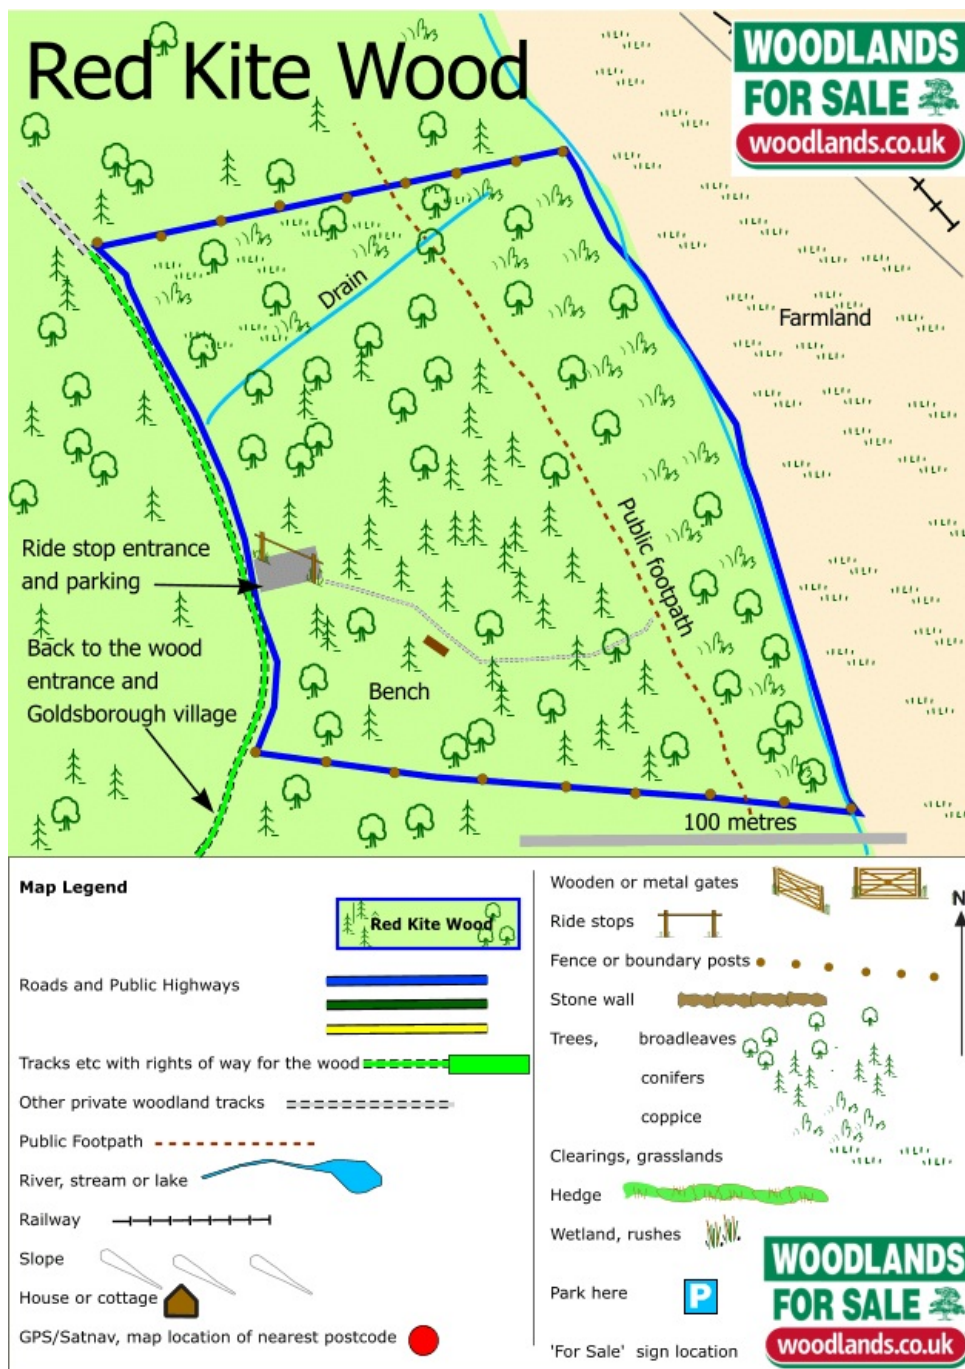 Red Kite Wood
WOODLANDS
FOR SALE
woodlands.co.uk
Drain
Farmland
Public footpath
Ride stop entrance
and parking
Back to the wood
entrance and
Goldsborough village
Bench
100 metres
Map Legend
Red Kite Wood
Roads and Public Highways
Tracks etc with rights of way for the wood
Other private woodland tracks
Public Footpath
River, stream or lake
Railway
Slope
House or cottage
GPS/Satnav, map location of nearest postcode
Wooden or metal gates
N
Ride stops
Fence or boundary posts
Stone wall
Trees, broadleaves
conifers
coppice
Clearings, grasslands
Hedge
Wetland, rushes
Park here
P
'For Sale' sign location
WOODLANDS
FOR SALE
woodlands.co.uk